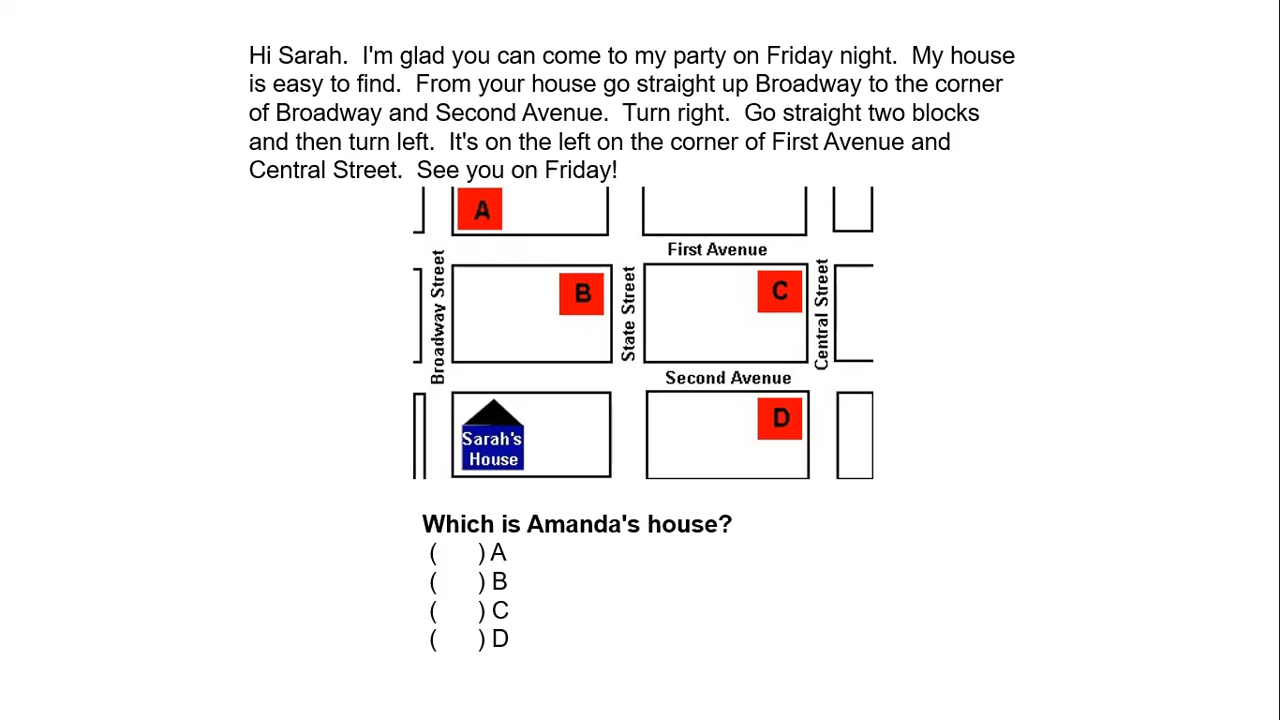 Hi Sarah.  I'm glad you can come to my party on Friday night.  My house
is easy to find.  From your house go straight up Broadway to the corner
of Broadway and Second Avenue.  Turn right.  Go straight two blocks
and then turn left.  It's on the left on the corner of First Avenue and
Central Street.  See you on Friday!
A
First Avenue
Broadway Street
B
State Street
C
Central Street
Second Avenue
Sarah's
House
D
Which is Amanda's house?
(      ) A
(      ) B
(      ) C
(      ) D